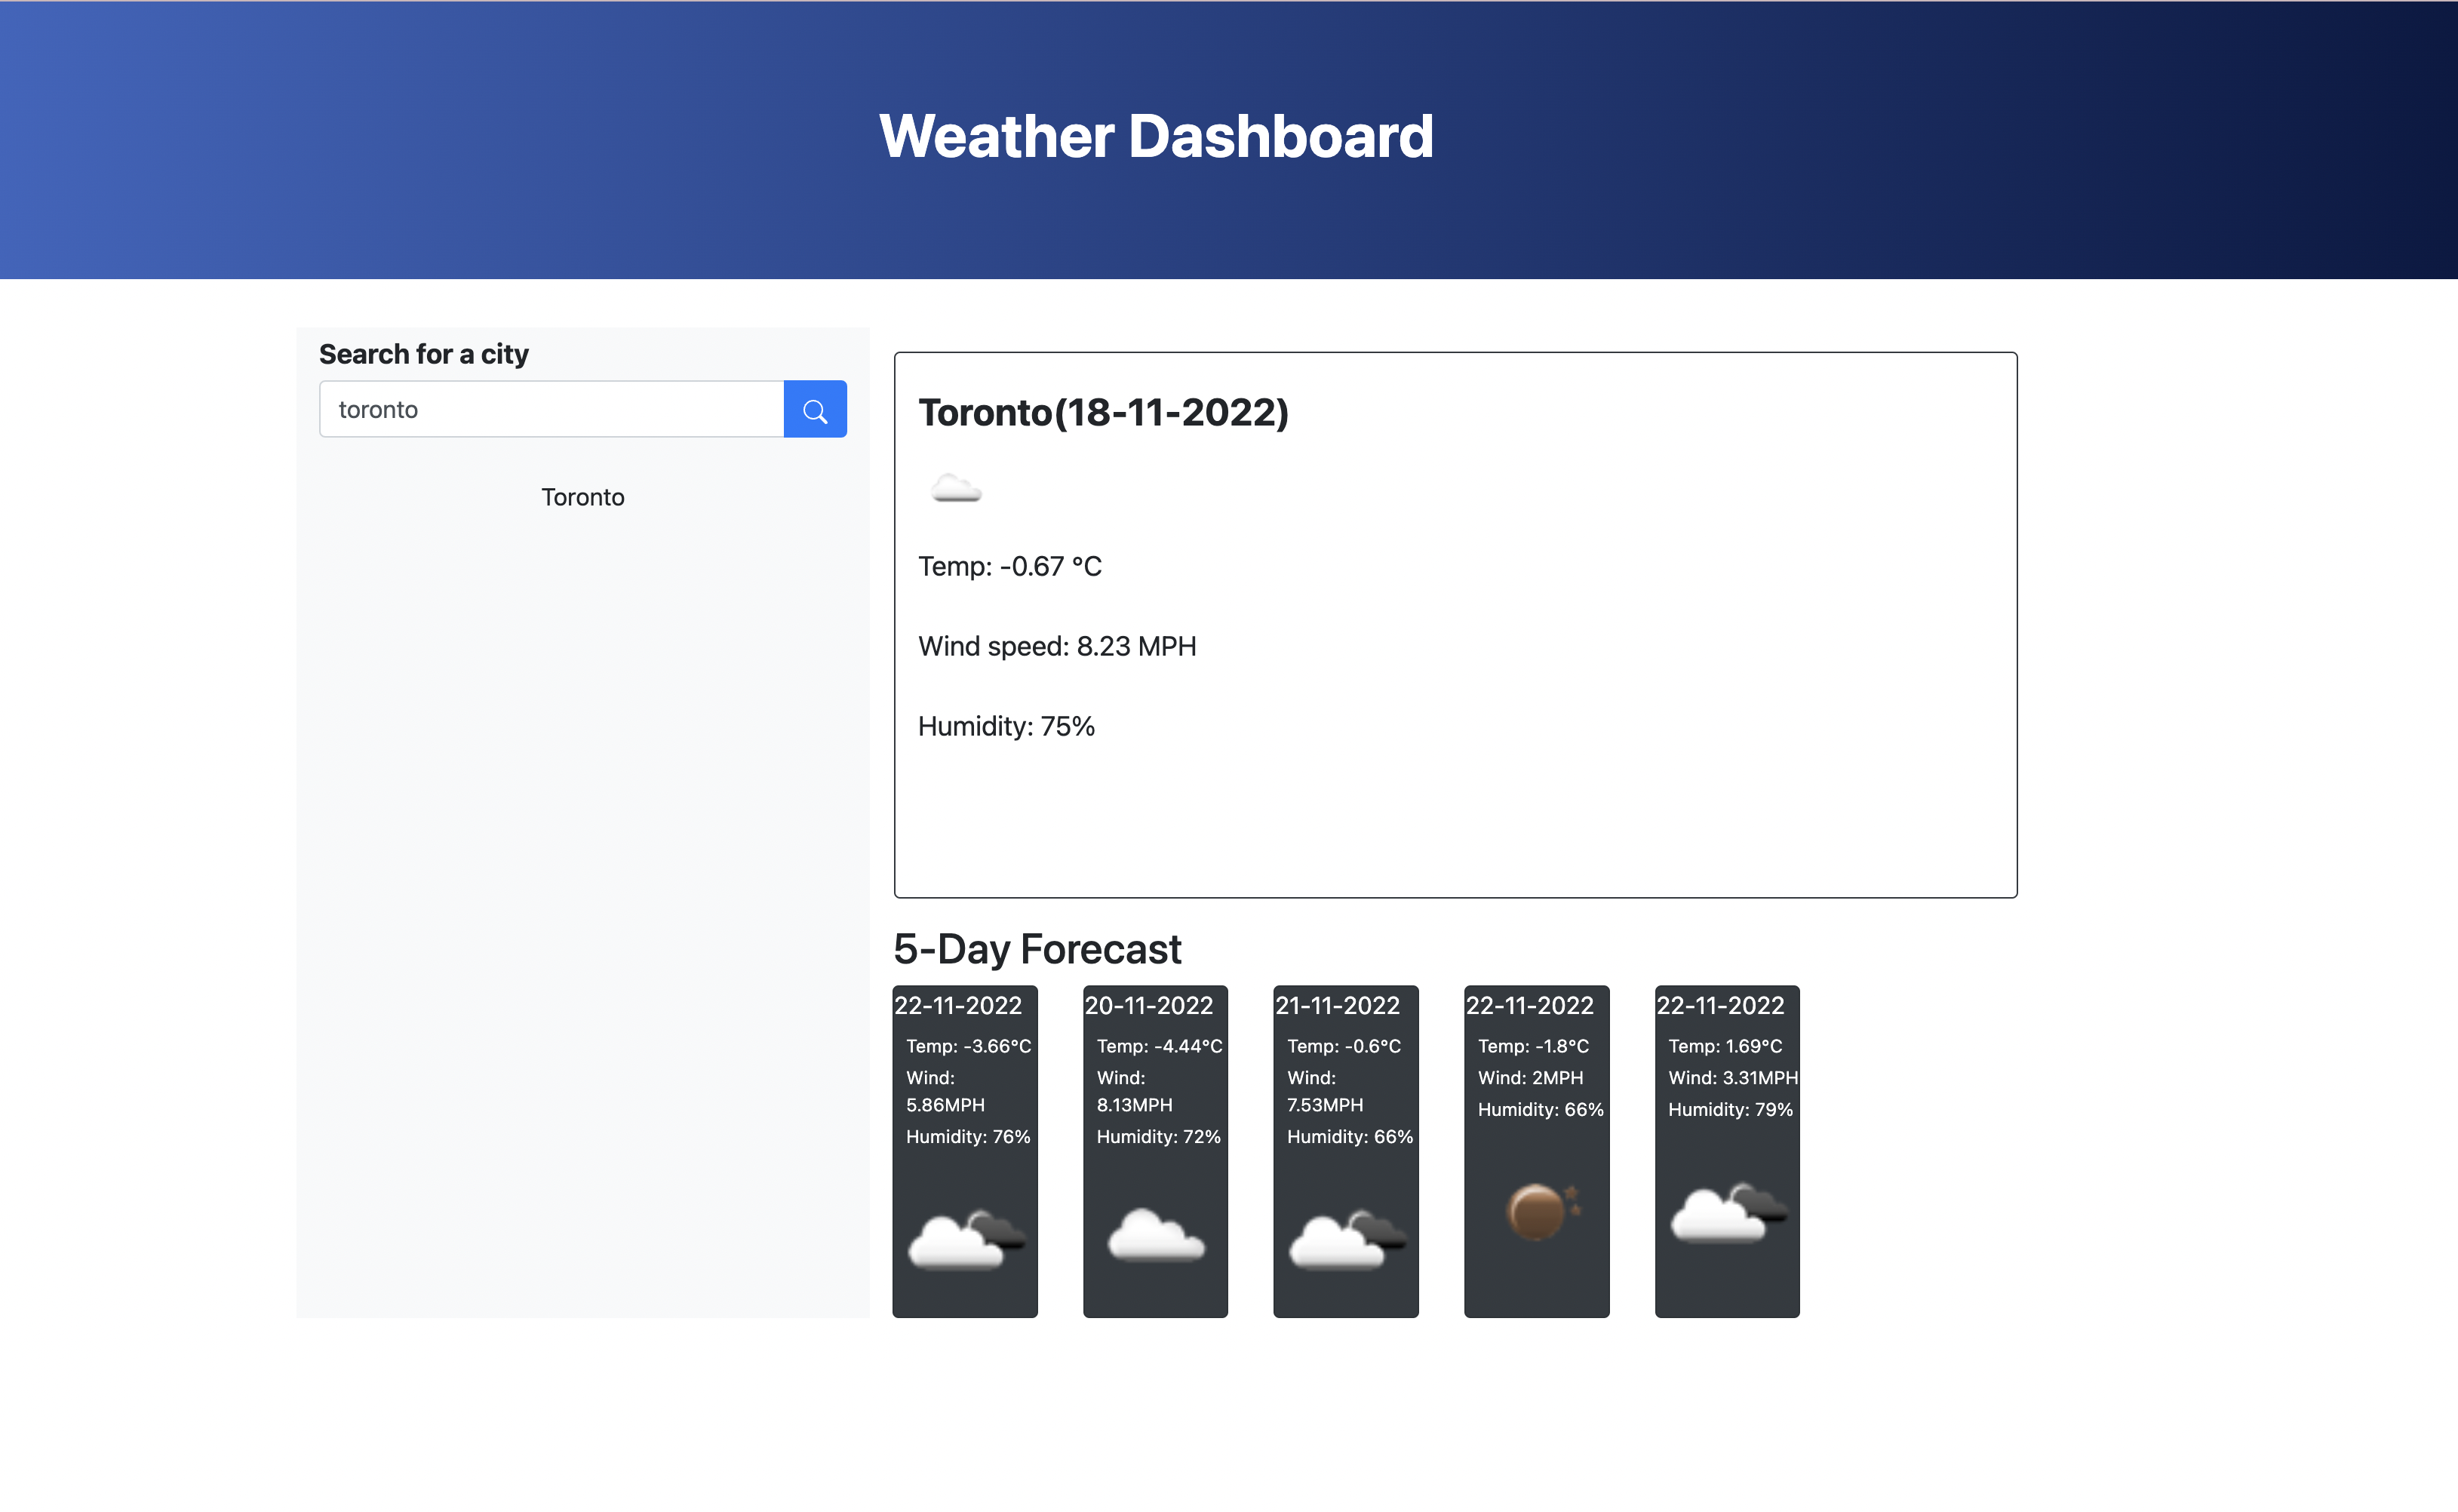 Weather Dashboard
Search for a city
toronto
Toronto
Toronto(18-11-2022)
Temp: -0.67 °C
Wind speed: 8.23 MPH
Humidity: 75%
5-Day Forecast
22-11-2022
Temp: -3.66°C
Wind:
5.86MPH
Humidity: 76%
20-11-2022
Temp: -4.44°C
Wind:
8.13MPH
Humidity: 72%
21-11-2022
Temp: -0.6°C
Wind:
7.53MPH
Humidity: 66%
22-11-2022
Temp: -1.8°C
Wind: 2MPH
Humidity: 66%
22-11-2022
Temp: 1.69°C
Wind: 3.31MPH
Humidity: 79%